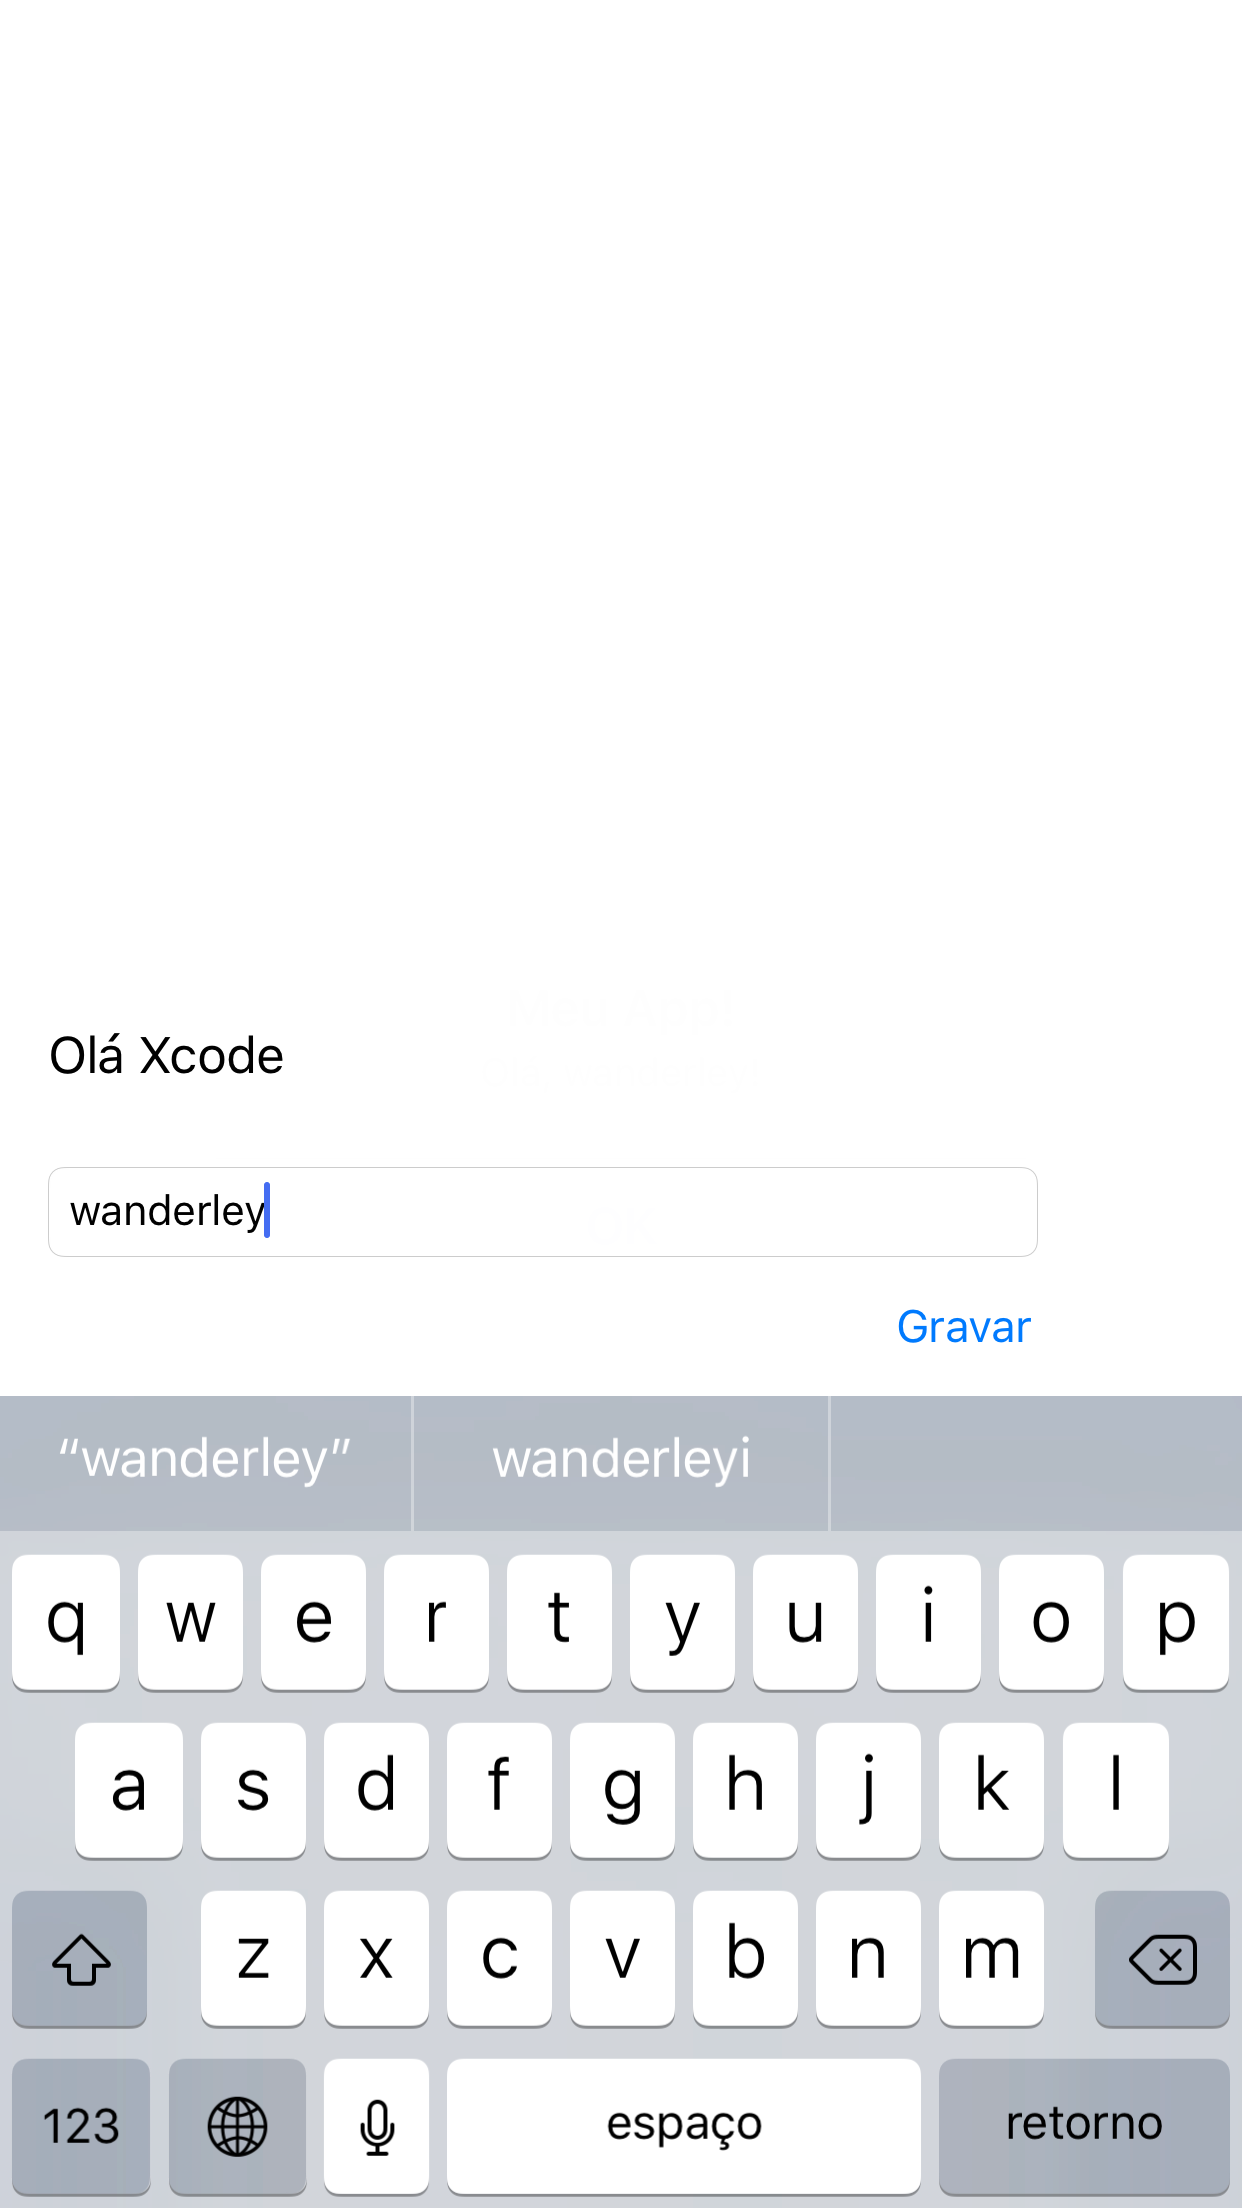 Olá Xcode
wanderley
Gravar
“wanderley” wanderleyi
q w e r t y u i o p
a s d f g h j k l
z x c v b n m
123 espaço retorno